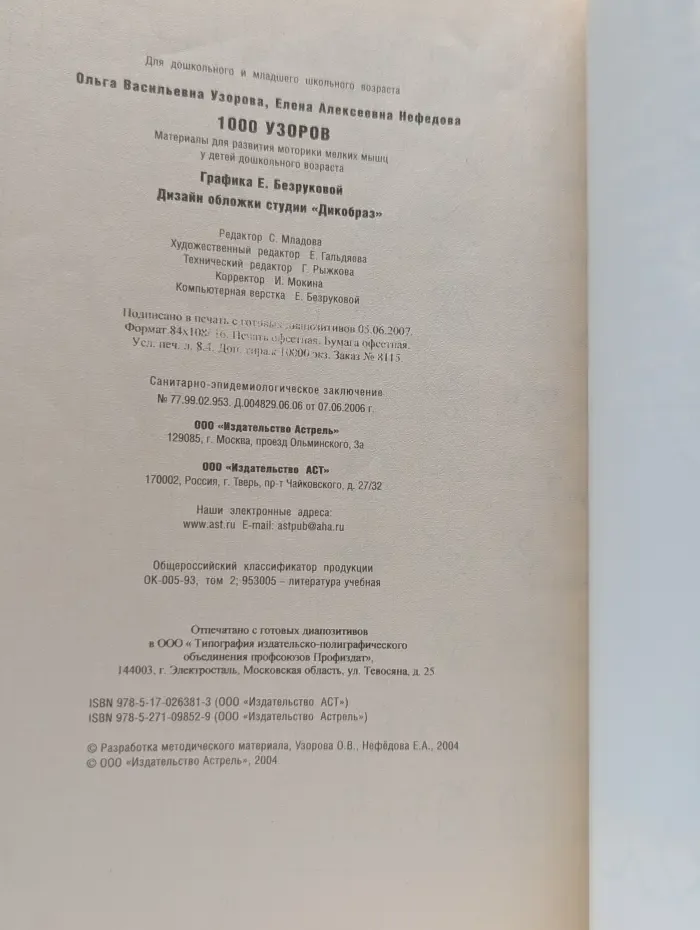 Для дошкольного и младшего школьного возраста
Ольга Васильевна Узорова, Елена Алексеевна Нефедова
1000 УЗОРОВ
Материалы для развития моторики мелких мышц
у детей дошкольного возраста
Графика Е. Безруковой
Дизайн обложки студии «Дикобраз»
Редактор С. Младова
Художественный редактор Е. Гальдяева
Технический редактор Г. Рыжкова
Корректор И. Мокина
Компьютерная верстка Е. Безруковой
Подписано в печать с готовых диапозитивов 05.06.2007.
Формат 84х108/16. Печать офсетная. Бумага офсетная.
Усл. печ. л. 8,4. Доп. тираж 10000 экз. Заказ № 8115.
Санитарно-эпидемиологическое заключение
№ 77.99.02.953. Д.004829.06.06 от 07.06.2006 г.
ООО «Издательство Астрель»
129085, г. Москва, проезд Ольминского, 3а
ООО «Издательство АСТ»
170002, Россия, г. Тверь, пр-т Чайковского, д. 27/32
Наши электронные адреса:
www.ast.ru E-mail: astpub@aha.ru
Общероссийский классификатор продукции
ОК-005-93, том 2; 953005 – литература учебная
Отпечатано с готовых диапозитивов
в ООО « Типография издательско-полиграфического
объединения профсоюзов Профиздат»,
144003, г. Электросталь, Московская область, ул. Тевосяна, д. 25
ISBN 978-5-17-026381-3 (ООО «Издательство АСТ»)
ISBN 978-5-271-09852-9 (ООО «Издательство Астрель»)
© Разработка методического материала, Узорова О.В., Нефёдова Е.А., 2004
© ООО «Издательство Астрель», 2004